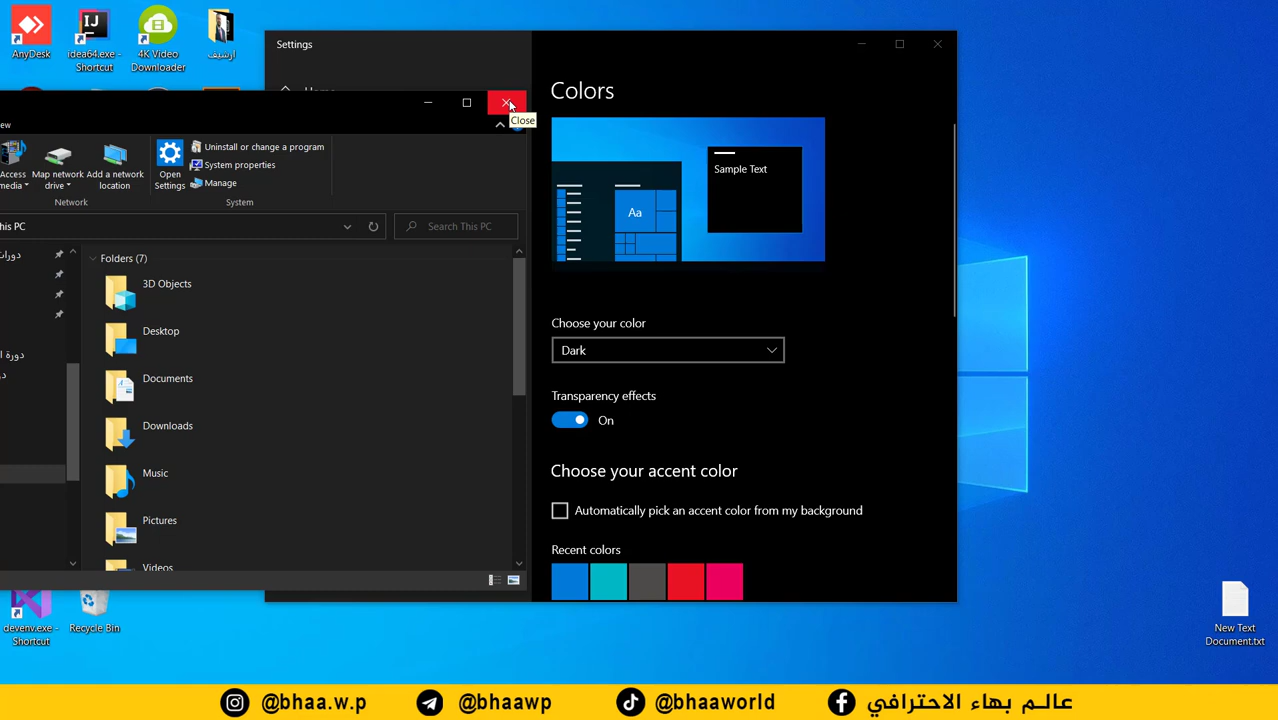 AnyDesk
idea64.exe -
Shortcut
4K Video
Downloader
ارشيف
Settings
Close
Uninstall or change a program
System properties
Manage
Access
media
Map network
drive
Add a network
location
Open
Settings
Network
System
his PC
Search This PC
دورات
Folders (7)
3D Objects
Desktop
Documents
Downloads
Music
Pictures
Videos
Colors
Sample Text
Aa
Choose your color
Dark
Transparency effects
On
Choose your accent color
Automatically pick an accent color from my background
Recent colors
devenv.exe -
Shortcut
Recycle Bin
New Text
Document.txt
@bhaa.w.p
@bhaawp
@bhaaworld
عالم بهاء الاحترافي